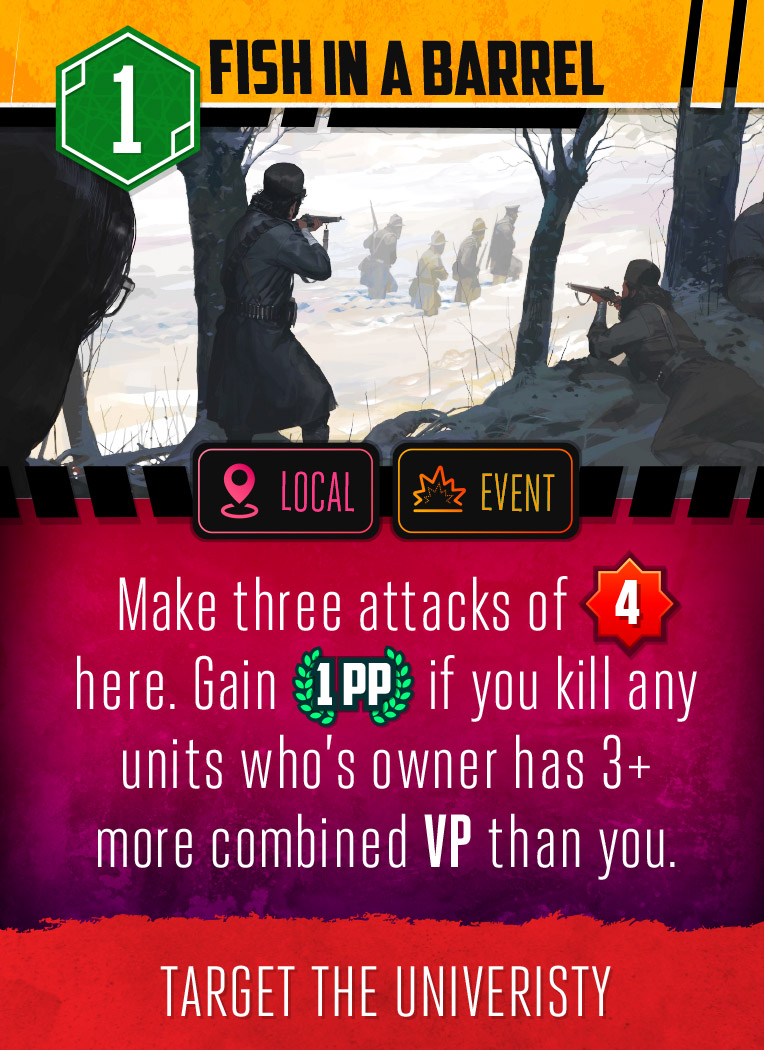 1
FISH IN A BARREL
LOCAL
EVENT
Make three attacks of 4
here. Gain 1 PP if you kill any
units who's owner has 3+
more combined VP than you.
TARGET THE UNIVERISTY